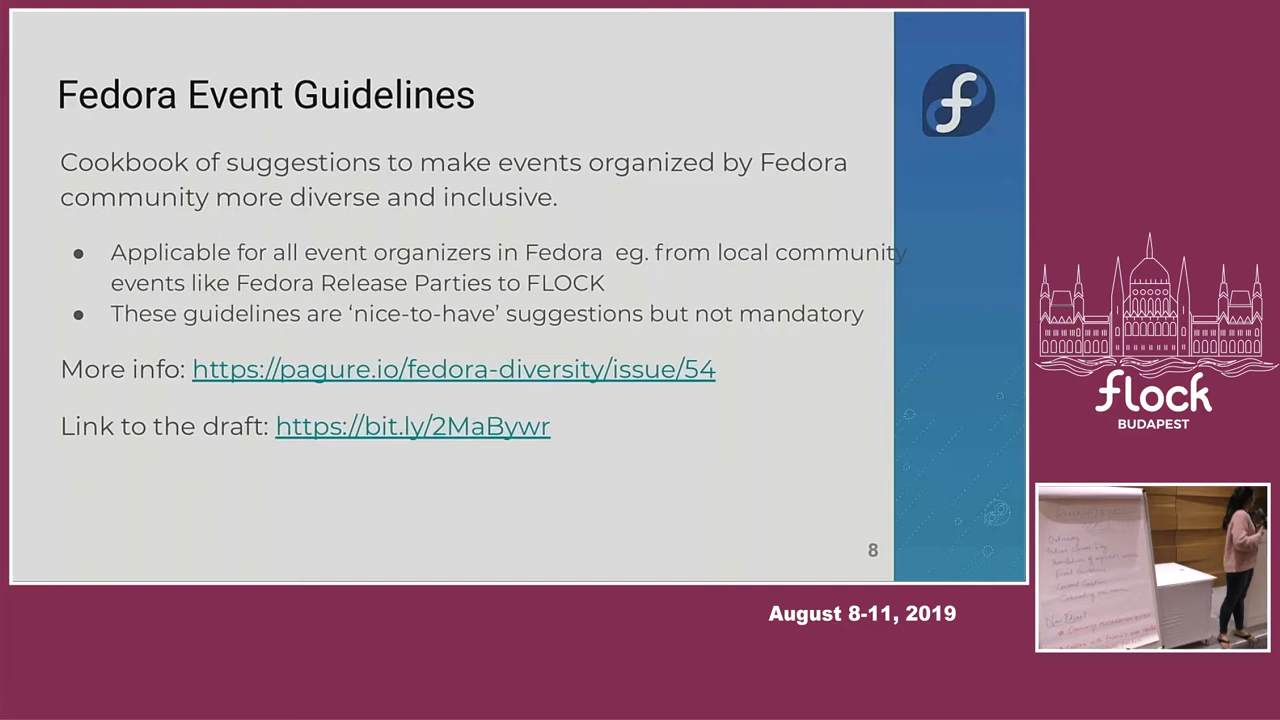 Fedora Event Guidelines
Cookbook of suggestions to make events organized by Fedora
community more diverse and inclusive.
● Applicable for all event organizers in Fedora  eg. from local community
events like Fedora Release Parties to FLOCK
● These guidelines are ‘nice-to-have’ suggestions but not mandatory
More info: https://pagure.io/fedora-diversity/issue/54
Link to the draft: https://bit.ly/2MaBywr
8
flock
BUDAPEST
August 8-11, 2019